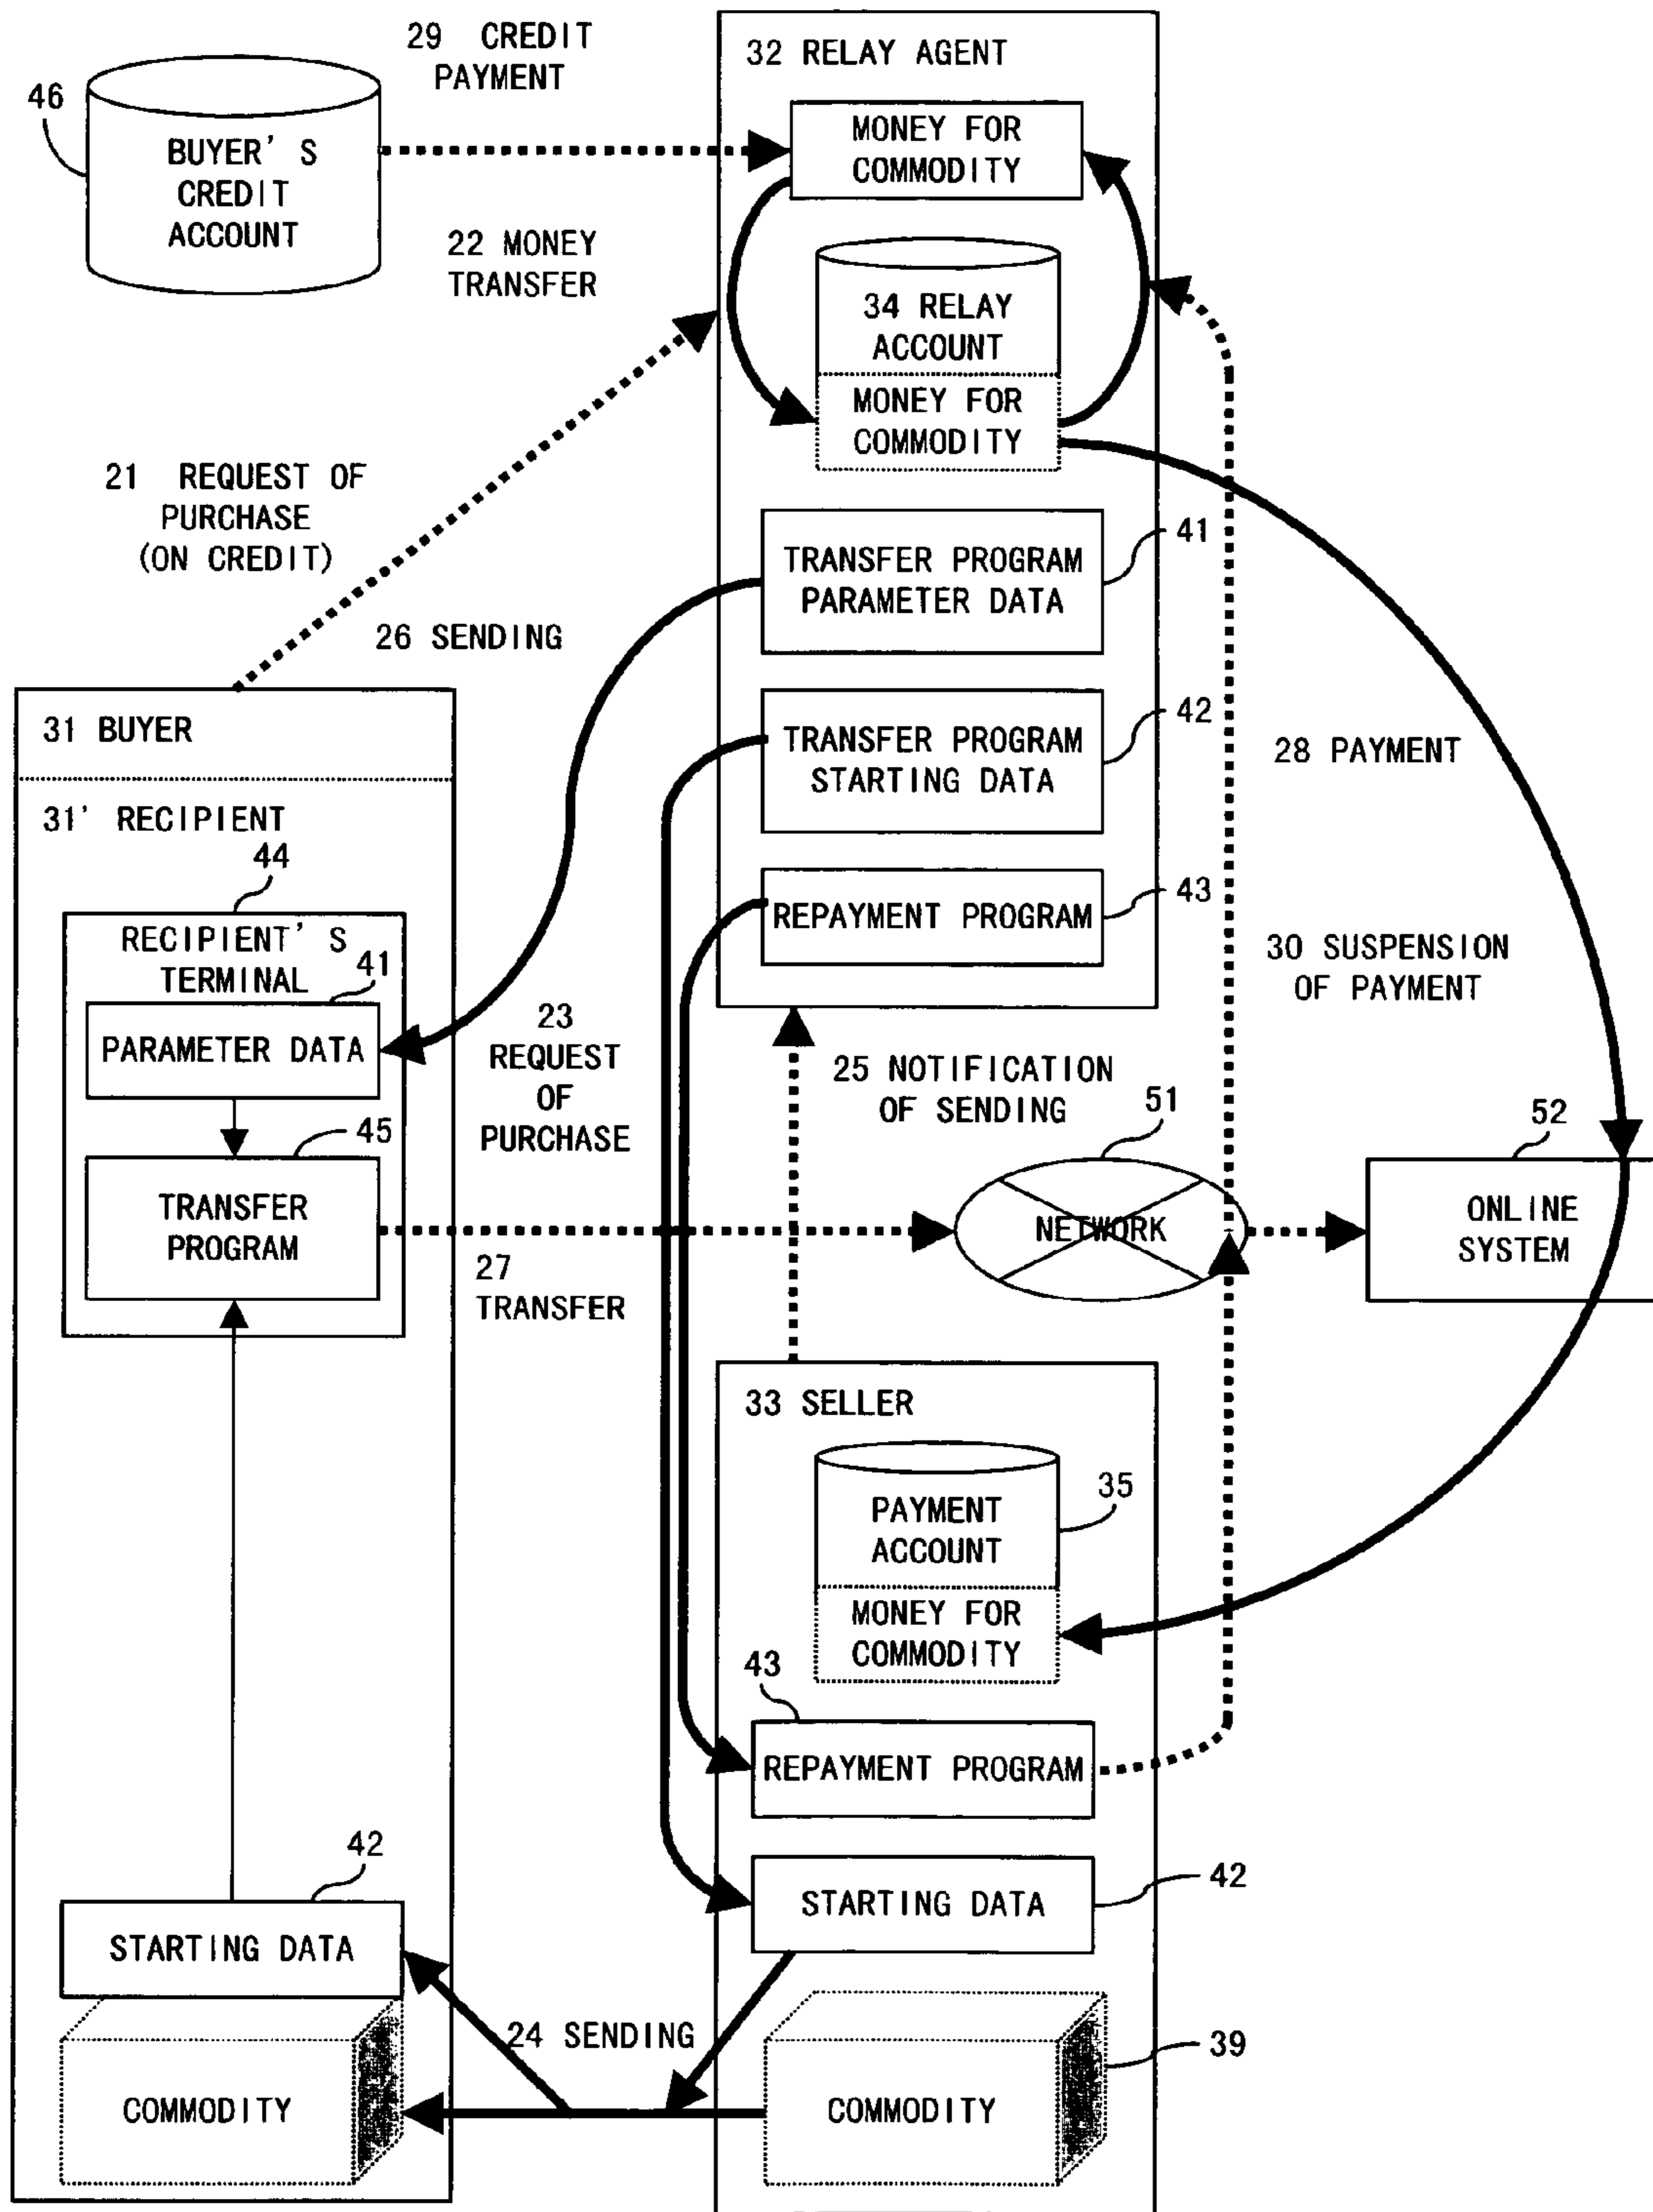 29 CREDIT
PAYMENT
32 RELAY AGENT
46
BUYER'S
CREDIT
ACCOUNT
MONEY FOR
COMMODITY
22 MONEY
TRANSFER
34 RELAY
ACCOUNT
MONEY FOR
COMMODITY
21 REQUEST OF
PURCHASE
(ON CREDIT)
41
TRANSFER PROGRAM
PARAMETER DATA
26 SENDING
42
TRANSFER PROGRAM
STARTING DATA
28 PAYMENT
31 BUYER
31' RECIPIENT
43
REPAYMENT PROGRAM
44
RECIPIENT'S
TERMINAL
41
PARAMETER DATA
30 SUSPENSION
OF PAYMENT
23
REQUEST
OF
PURCHASE
25 NOTIFICATION
OF SENDING
51
52
45
TRANSFER
PROGRAM
NETWORK
ONLINE
SYSTEM
27
TRANSFER
33 SELLER
35
PAYMENT
ACCOUNT
MONEY FOR
COMMODITY
43
REPAYMENT PROGRAM
42
STARTING DATA
42
STARTING DATA
24 SENDING
39
COMMODITY
COMMODITY